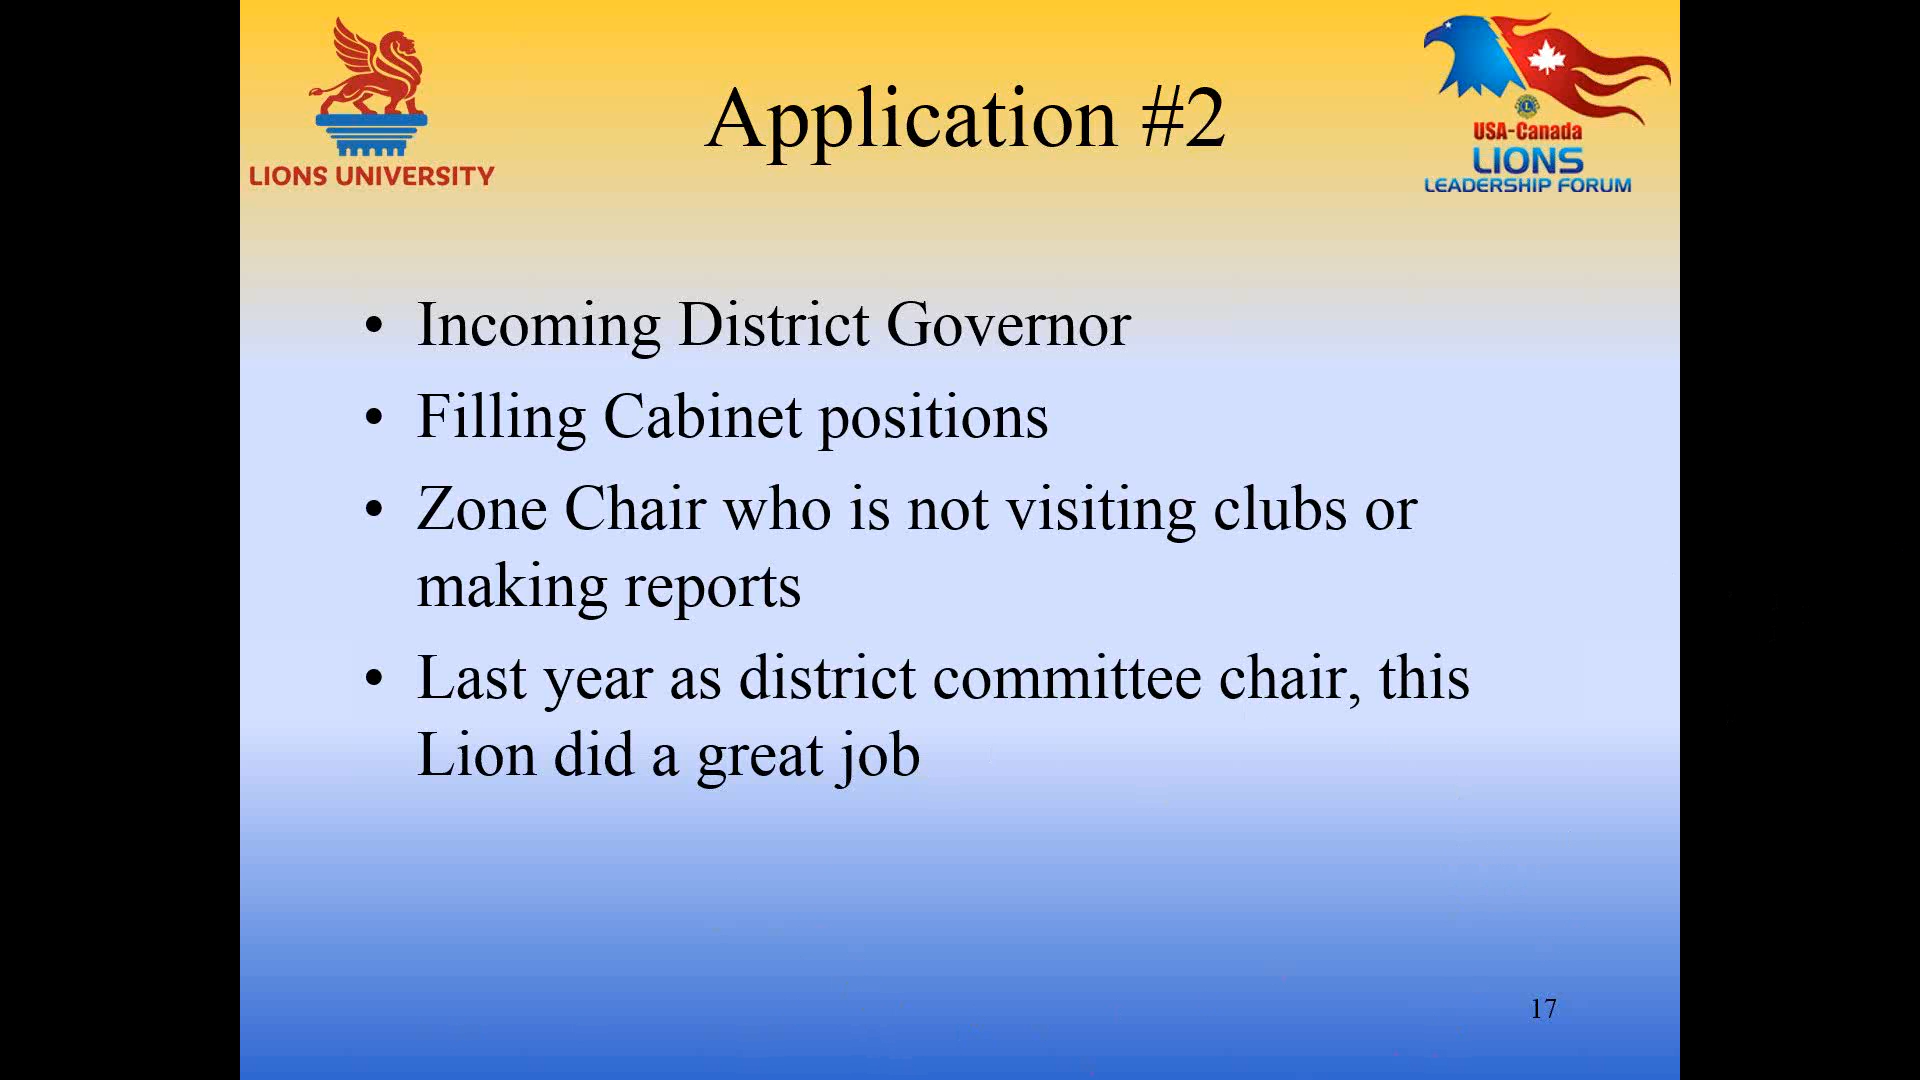 LIONS UNIVERSITY
Application #2
USA-Canada
LIONS
LEADERSHIP FORUM
• Incoming District Governor
• Filling Cabinet positions
• Zone Chair who is not visiting clubs or
making reports
• Last year as district committee chair, this
Lion did a great job
17